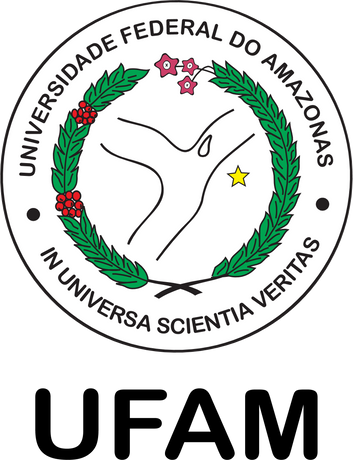 UNIVERSIDADE FEDERAL DO AMAZONAS
IN UNIVERSA SCIENTIA VERITAS
UFAM